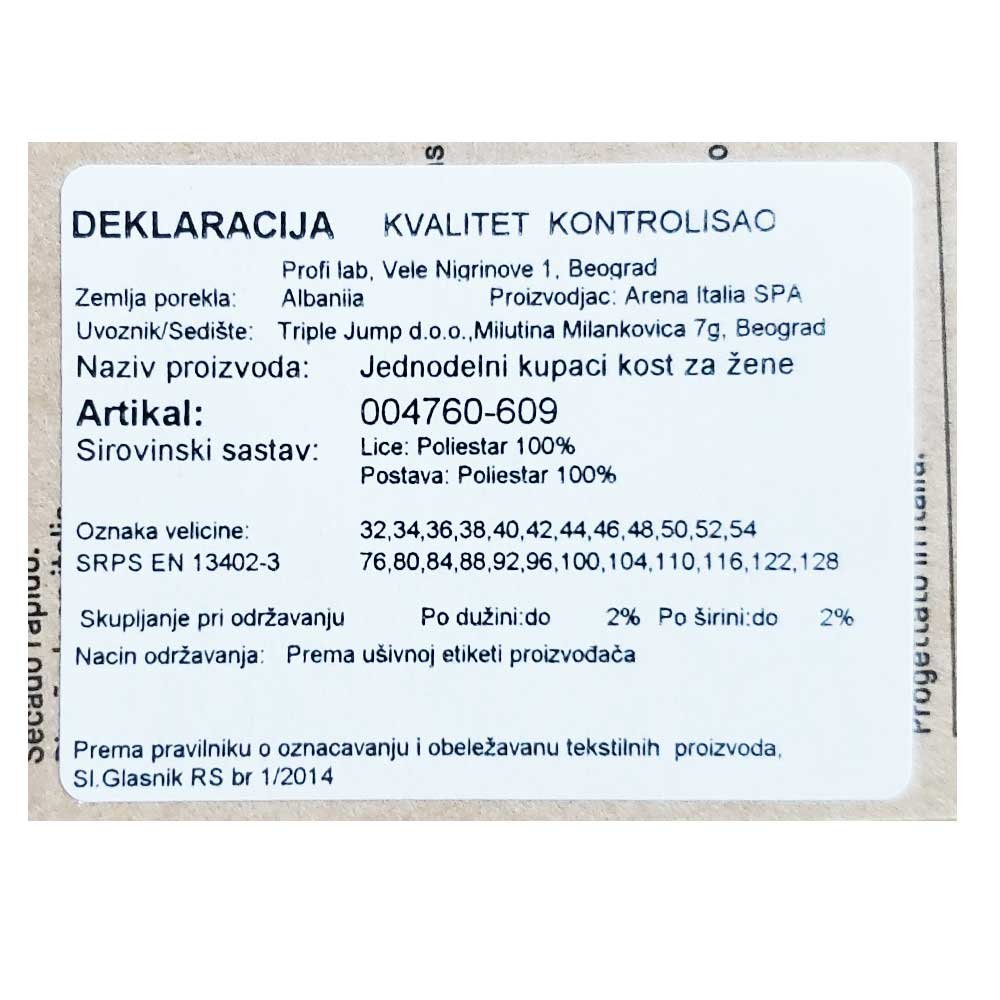 DEKLARACIJA KVALITET KONTROLISAO
Profi lab, Vele Nigrinove 1, Beograd
Zemlja porekla: Albaniia Proizvodjac: Arena Italia SPA
Uvoznik/Sedište: Triple Jump d.o.o.,Milutina Milankovica 7g, Beograd
Naziv proizvoda: Jednodelni kupaci kost za žene
Artikal: 004760-609
Sirovinski sastav: Lice: Poliestar 100%
Postava: Poliestar 100%
Oznaka velicine: 32,34,36,38,40,42,44,46,48,50,52,54
SRPS EN 13402-3 76,80,84,88,92,96,100,104,110,116,122,128
Skupljanje pri održavanju Po dužini:do 2% Po širini:do 2%
Nacin održavanja: Prema ušivnoj etiketi proizvođača
Prema pravilniku o oznacavanju i obeležavanu tekstilnih proizvoda,
Sl.Glasnik RS br 1/2014